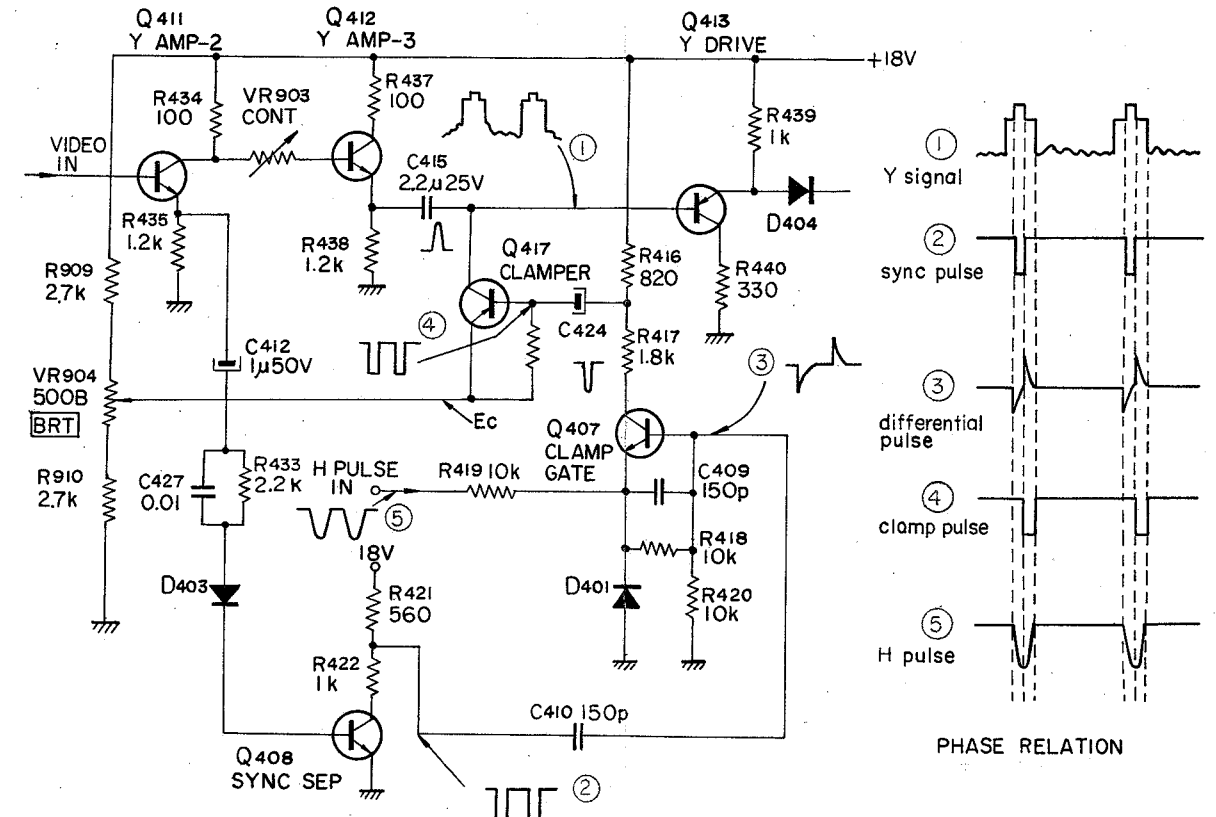 Q411
Y AMP-2
Q412
Y AMP-3
Q413
Y DRIVE
+18V
R434
100
VR903
CONT
R437
100
R439
1k
VIDEO
IN
C415
2.2μ25V
①
D404
R435
1.2k
R438
1.2k
Q417
CLAMPER
R416
820
R440
330
R909
2.7k
④
C424
R417
1.8k
③
C412
1μ50V
VR904
500B
BRT
Ec
Q407
CLAMP
GATE
R910
2.7k
C427
0.01
R433
2.2k
H PULSE
IN
R419 10k
C409
150p
⑤
18V
R418
10k
D403
R421
560
D401
R420
10k
R422
1k
C410 150p
Q408
SYNC SEP
②
①
Y signal
②
sync pulse
③
differential
pulse
④
clamp pulse
⑤
H pulse
PHASE RELATION